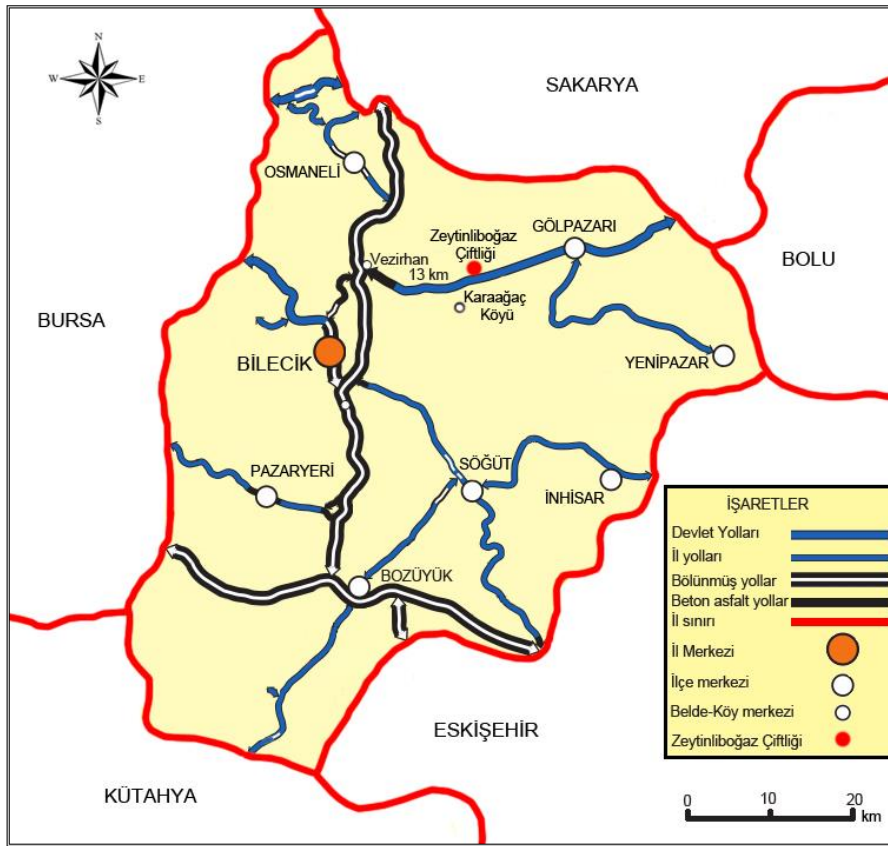 N
W
E
S
SAKARYA
OSMANELİ
GÖLPAZARI
Zeytinliboğaz
Çiftliği
BOLU
Vezirhan
13 km
Karaağaç
Köyü
BURSA
BİLECİK
YENİPAZAR
PAZARYERİ
SÖĞÜT
İNHİSAR
BOZÜYÜK
ESKİŞEHİR
KÜTAHYA
İŞARETLER
Devlet Yolları
İl yolları
Bölünmüş yollar
Beton asfalt yollar
İl sınırı
İl Merkezi
İlçe merkezi
Belde-Köy merkezi
Zeytinliboğaz Çiftliği
0 10 20
km